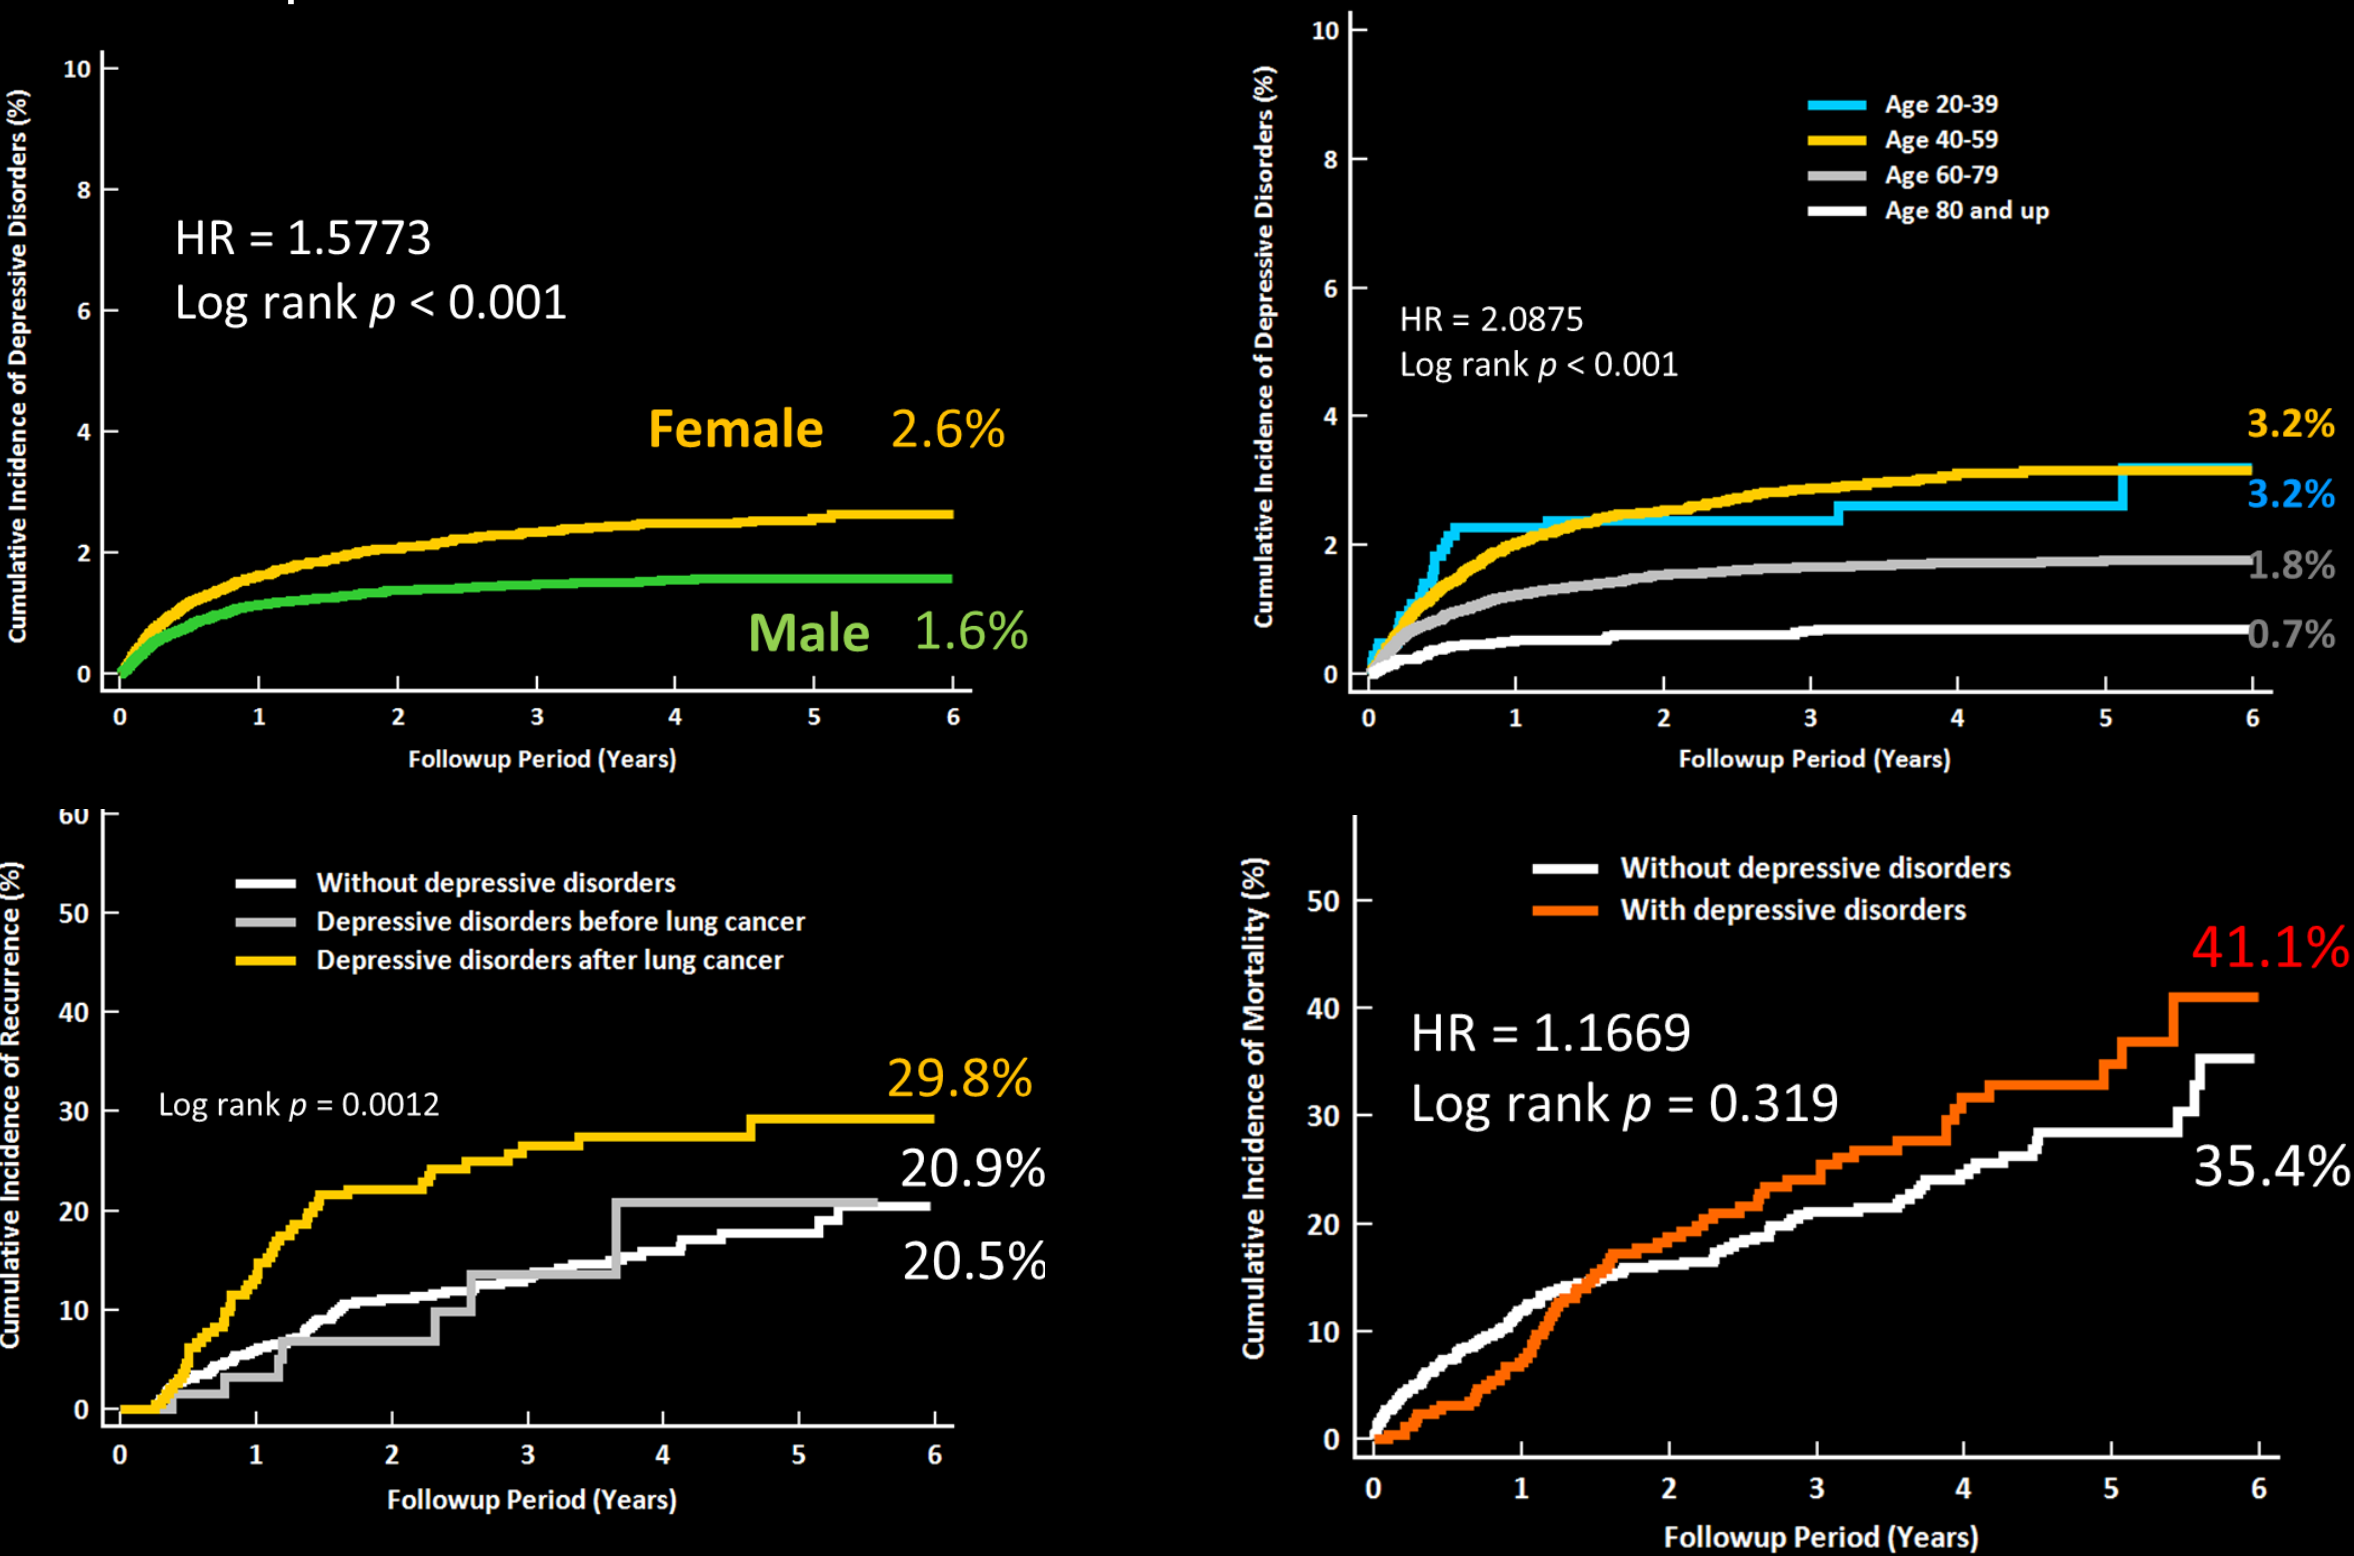 Cumulative Incidence of Depressive Disorders (%)
10
8
6
4
2
0
HR = 1.5773
Log rank p < 0.001
Female 2.6%
Male 1.6%
0 1 2 3 4 5 6
Followup Period (Years)
Cumulative Incidence of Depressive Disorders (%)
10
8
6
4
2
0
Age 20-39
Age 40-59
Age 60-79
Age 80 and up
HR = 2.0875
Log rank p < 0.001
3.2%
3.2%
1.8%
0.7%
0 1 2 3 4 5 6
Followup Period (Years)
Cumulative Incidence of Recurrence (%)
60
50
40
30
20
10
0
Without depressive disorders
Depressive disorders before lung cancer
Depressive disorders after lung cancer
Log rank p = 0.0012
29.8%
20.9%
20.5%
0 1 2 3 4 5 6
Followup Period (Years)
Cumulative Incidence of Mortality (%)
50
40
30
20
10
0
Without depressive disorders
With depressive disorders
41.1%
HR = 1.1669
Log rank p = 0.319
35.4%
0 1 2 3 4 5 6
Followup Period (Years)